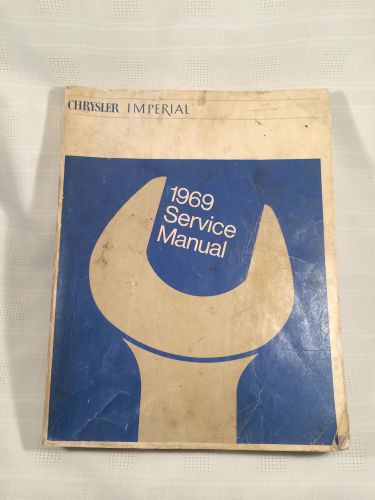 CHRYSLER IMPERIAL
1969
Service
Manual